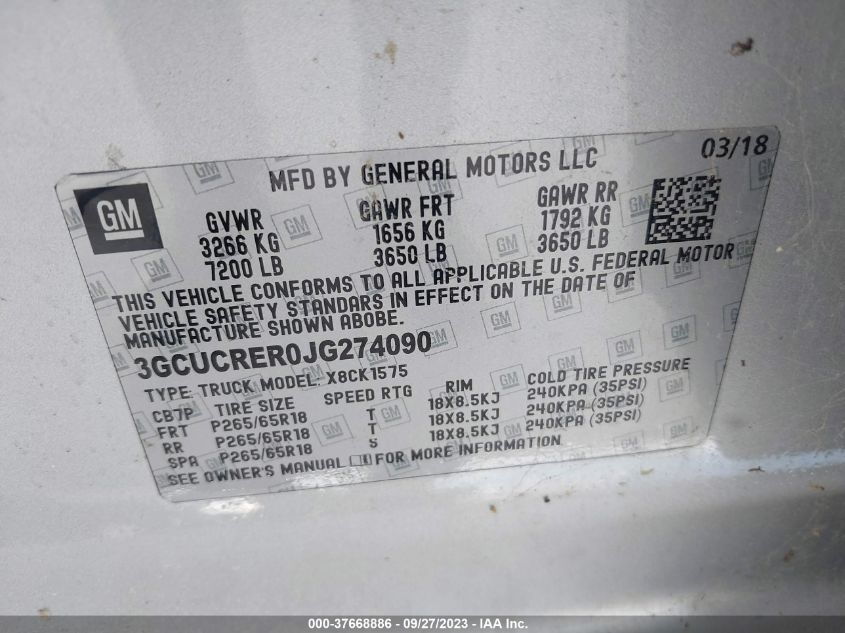 MFD BY GENERAL MOTORS LLC 03/18
GM
GVWR GAWR FRT GAWR RR
3266 KG 1656 KG 1792 KG
7200 LB 3650 LB 3650 LB
THIS VEHICLE CONFORMS TO ALL APPLICABLE U.S. FEDERAL MOTOR
VEHICLE SAFETY STANDARS IN EFFECT ON THE DATE OF
MANUFACTURE SHOWN ABOBE.
3GCUCRER0JG274090
TYPE: TRUCK MODEL: X8CK1575
CB7P TIRE SIZE SPEED RTG RIM COLD TIRE PRESSURE
FRT P265/65R18 T 18X8.5KJ 240KPA (35PSI)
RR P265/65R18 T 18X8.5KJ 240KPA (35PSI)
SPA P265/65R18 S 18X8.5KJ 240KPA (35PSI)
SEE OWNER'S MANUAL FOR MORE INFORMATION.
000-37668886 - 09/27/2023 - © IAA Inc.